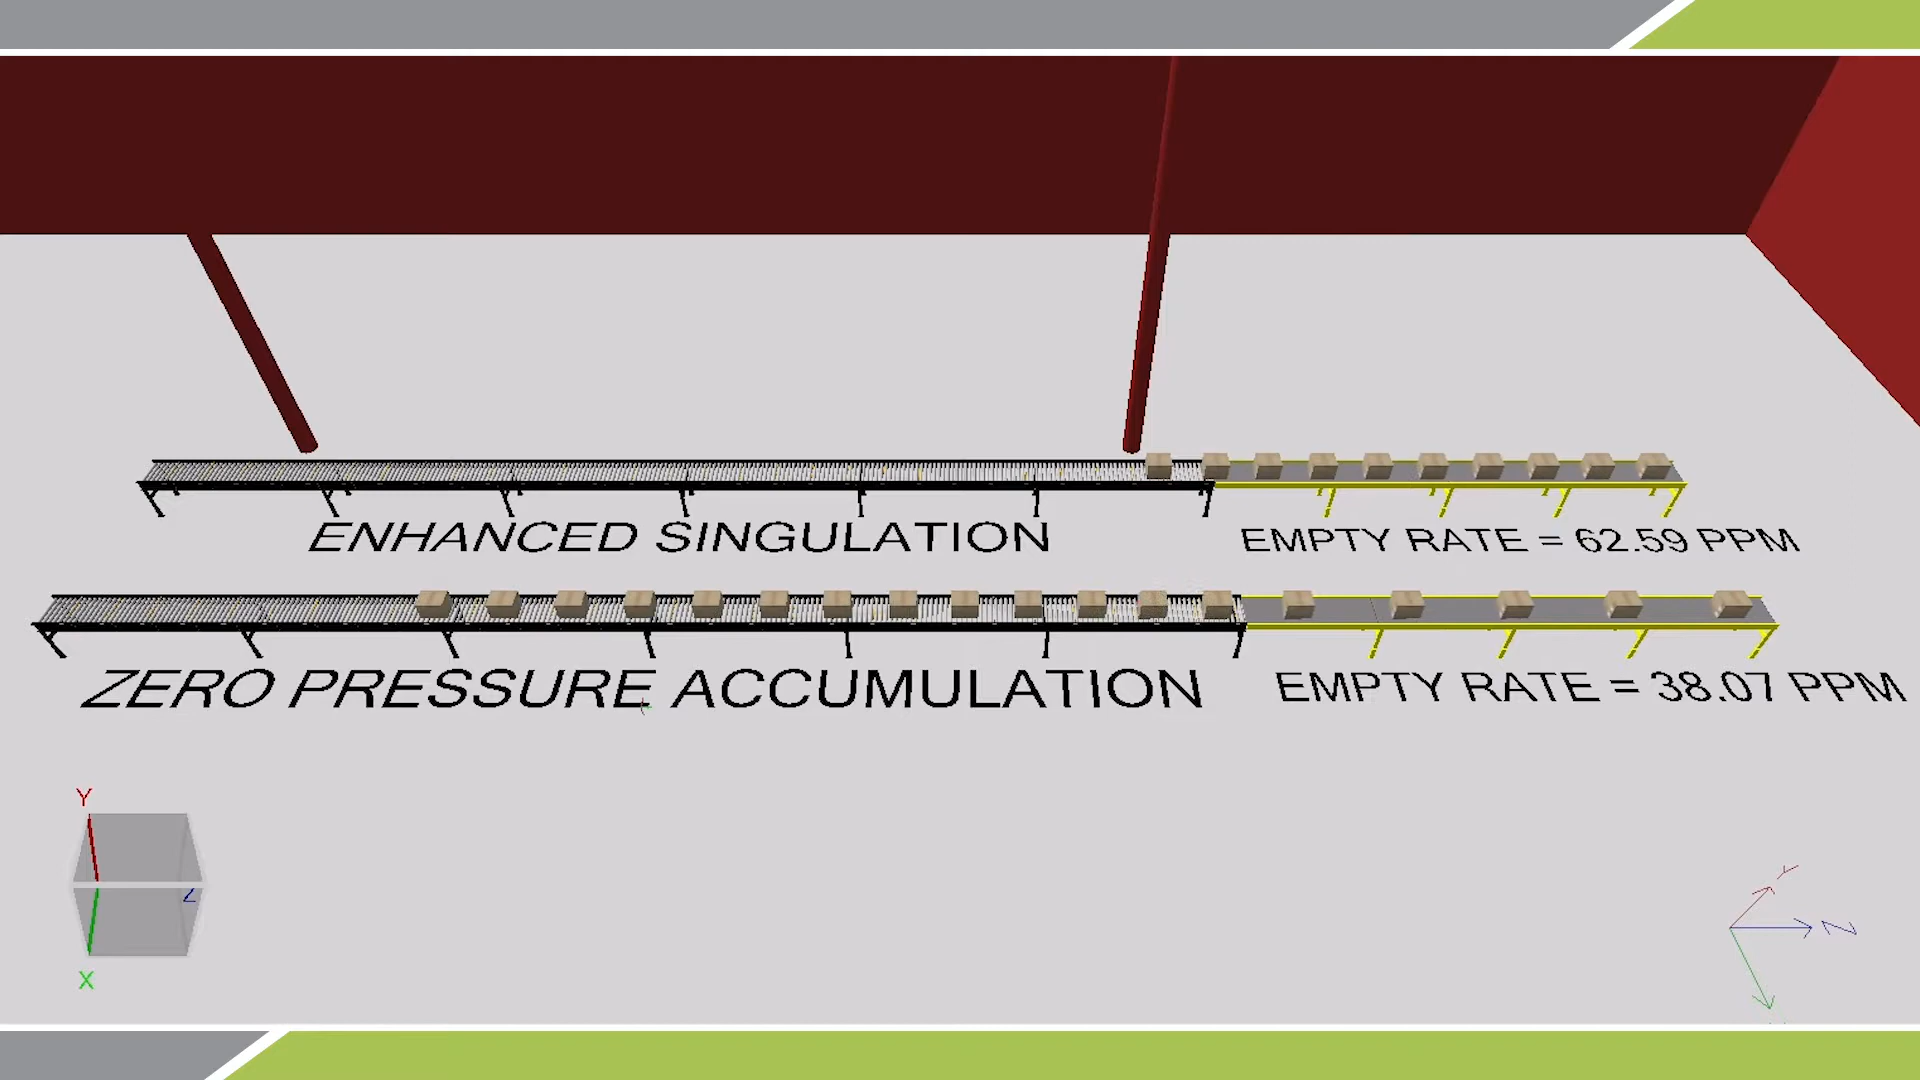 ENHANCED SINGULATION
EMPTY RATE = 62.59 PPM
ZERO PRESSURE ACCUMULATION
EMPTY RATE = 38.07 PPM
Y
Z
X
Y
Z